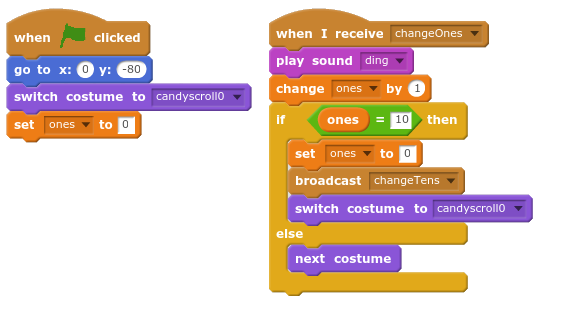 when clicked
go to x: 0 y: -80
switch costume to candyscroll0
set ones to 0
when I receive changeOnes
play sound ding
change ones by 1
if ones = 10 then
set ones to 0
broadcast changeTens
switch costume to candyscroll0
else
next costume